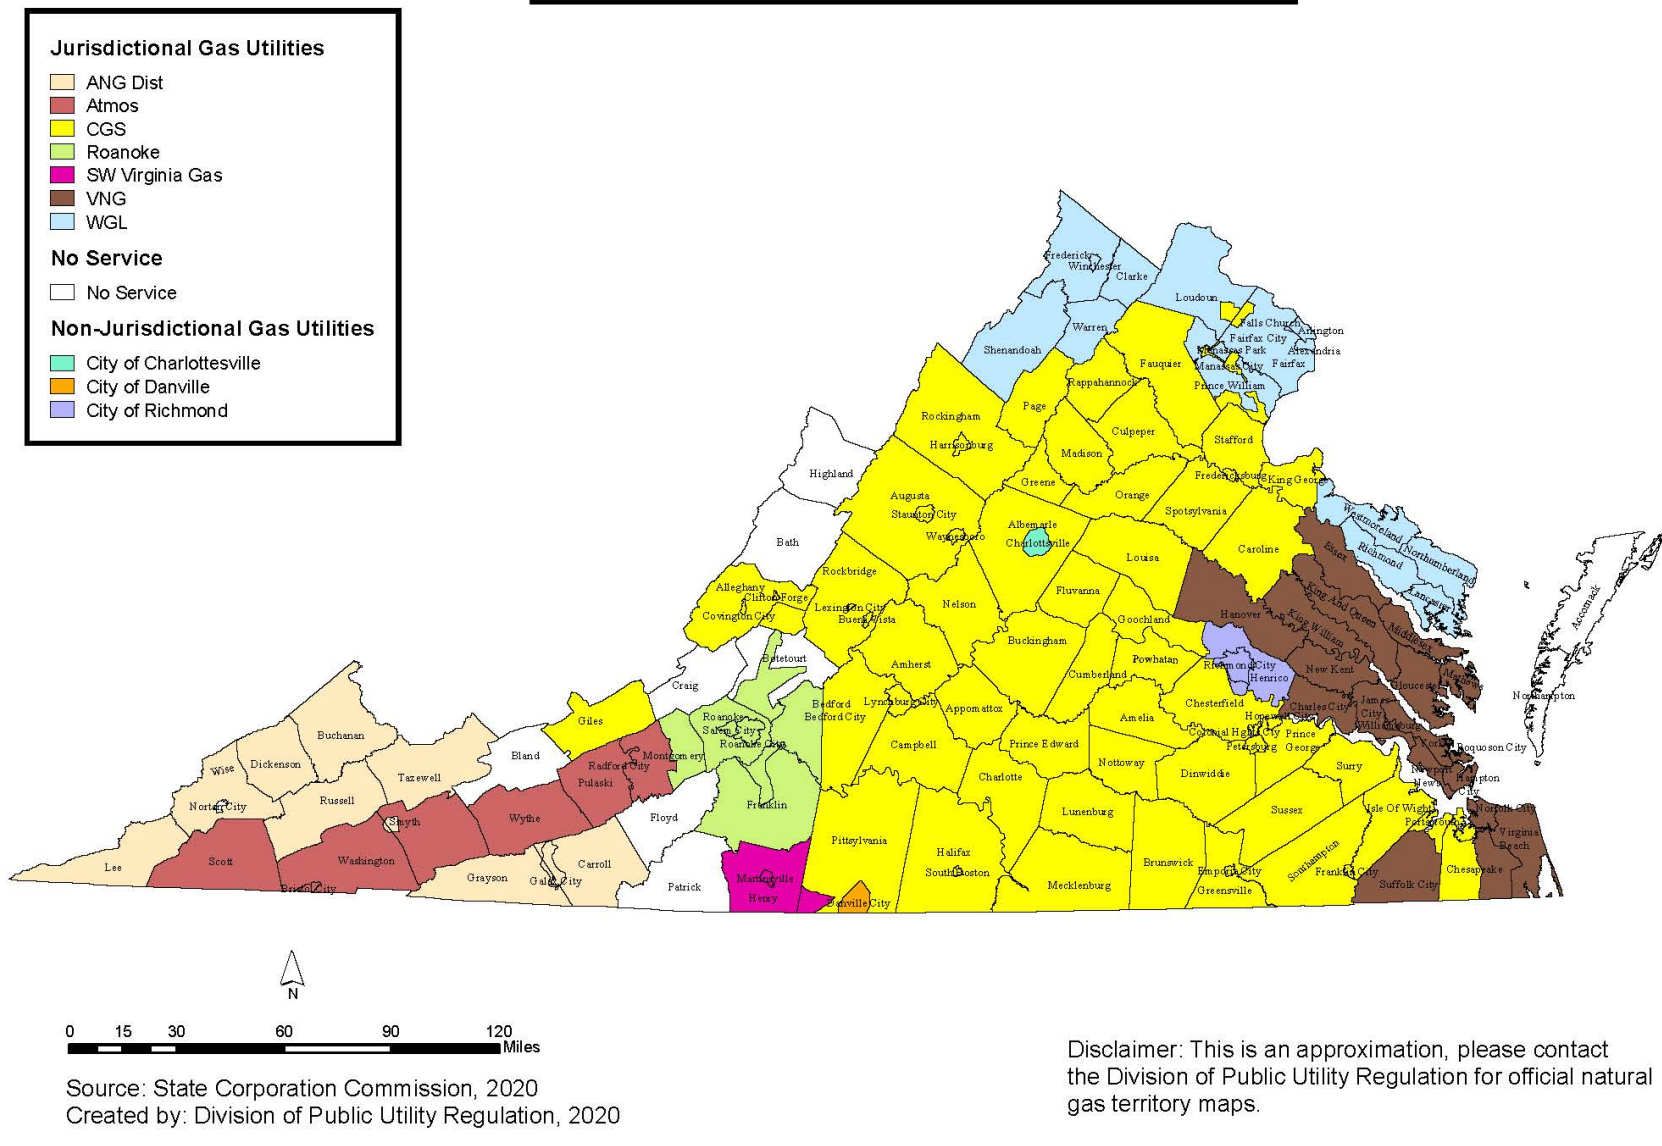 Jurisdictional Gas Utilities
ANG Dist
Atmos
CGS
Roanoke
SW Virginia Gas
VNG
WGL
No Service
No Service
Non-Jurisdictional Gas Utilities
City of Charlottesville
City of Danville
City of Richmond
Frederick
Winchester
Clarke
Loudoun
Warren
Shenandoah
Falls Church
Arlington
Fairfax City
Manassas Park
Alexandria
Fairfax
Manassas City
Prince William
Fauquier
Rappahannock
Page
Rockingham
Harrisonburg
Culpeper
Madison
Stafford
Highland
Greene
Fredericksburg
King George
Augusta
Orange
Staunton City
Spotsylvania
Westmoreland
Northumberland
Richmond
Lancaster
Albemarle
Charlottsville
Waynesboro
Bath
Louisa
Caroline
Essex
Rockbridge
Alleghany
Clifton Forge
Covington City
Lexington City
Buena Vista
Nelson
Fluvanna
Goochland
Hanover
King And Queen
King William
Middlesex
Accomack
Buckingham
Powhatan
Cumberland
Richmond City
Henrico
New Kent
Mathews
Gloucester
Northampton
Botetourt
Craig
Amherst
Bedford
Bedford City
Lynchburg City
Appomattox
Amelia
Chesterfield
Charles City
James
City
Williamsburg
Giles
Roanoke
Salem City
Roanoke City
Campbell
Prince Edward
Hopewell City
Colonial Hghts City
Prince
George
Petersburg
York
Poquoson City
Buchanan
Dickenson
Wise
Tazewell
Bland
Radford City
Montgomery
Pulaski
Charlotte
Nottoway
Dinwiddie
Surry
Newport
News
Hampton
City
Norton City
Russell
Smyth
Wythe
Floyd
Franklin
Lunenburg
Sussex
Isle Of Wight
Portsmouth
Norfolk City
Virginia
Beach
Lee
Scott
Washington
Bristol City
Grayson
Galax City
Carroll
Patrick
Martinsville
Henry
Pittsylvania
Danville City
Halifax
South Boston
Mecklenburg
Brunswick
Emporia City
Greensville
Southampton
Franklin City
Suffolk City
Chesapeake
N
0 15 30 60 90 120
Miles
Source: State Corporation Commission, 2020
Created by: Division of Public Utility Regulation, 2020
Disclaimer: This is an approximation, please contact
the Division of Public Utility Regulation for official natural
gas territory maps.